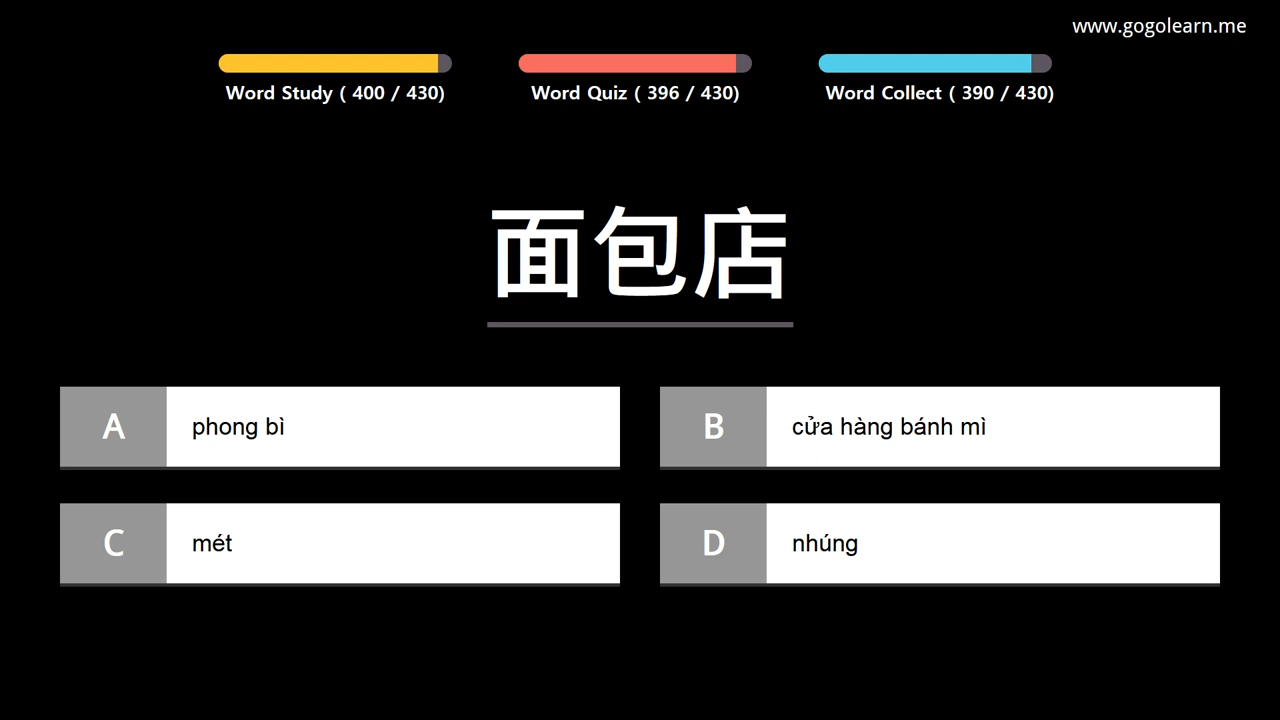 www.gogolearn.me
Word Study ( 400 / 430)
Word Quiz ( 396 / 430)
Word Collect ( 390 / 430)
面包店
A phong bì
B cửa hàng bánh mì
C mét
D nhúng